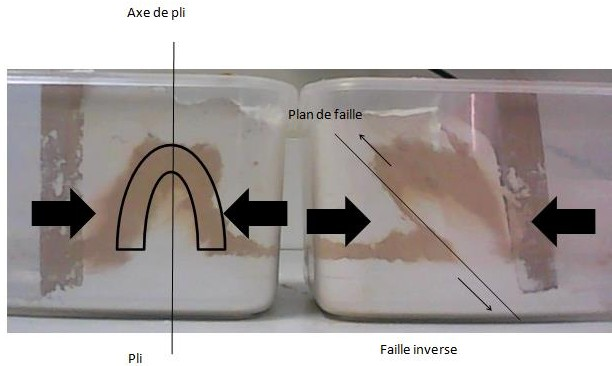 Axe de pli
Plan de faille
Pli
Faille inverse